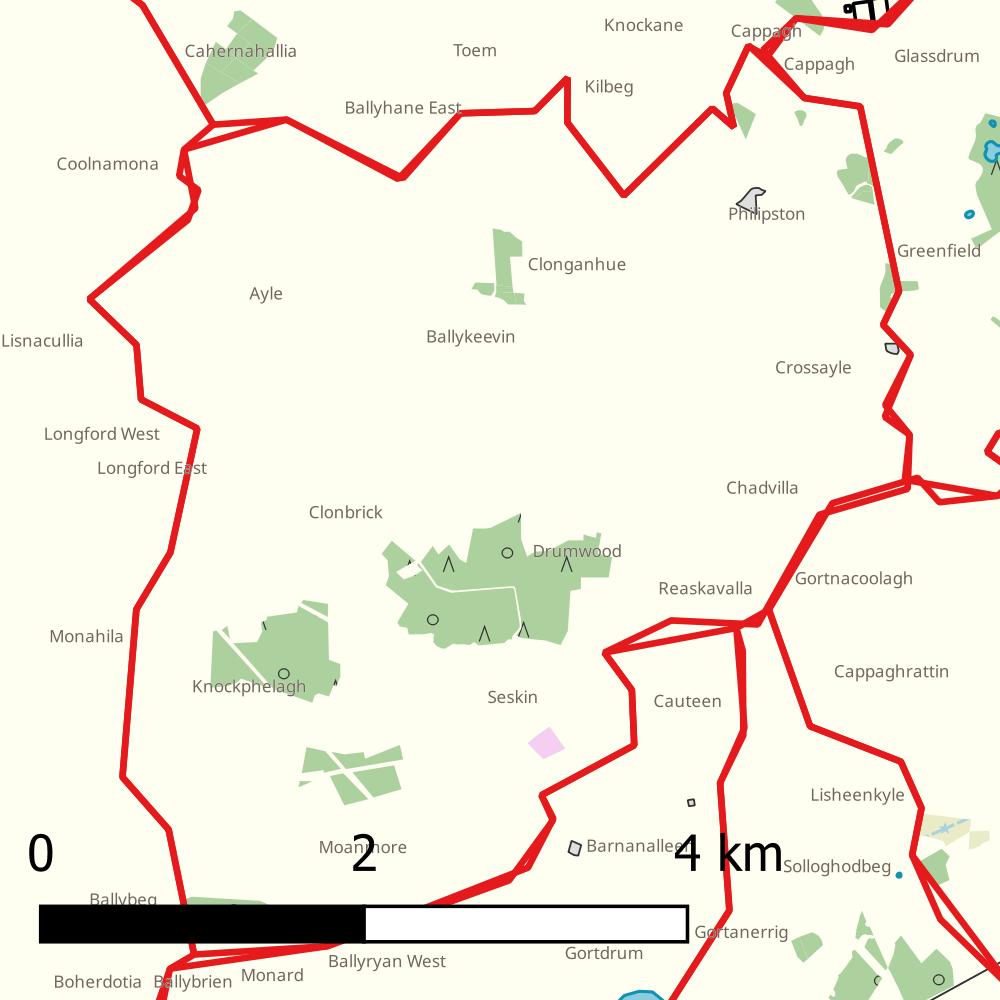 Knockane
Cappagh
Cahernahallia
Toem
Glassdrum
Cappagh
Kilbeg
Ballyhane East
Coolnamona
Philipston
Greenfield
Clonganhue
Ayle
Ballykeevin
Lisnacullia
Crossayle
Longford West
Longford East
Chadvilla
Clonbrick
Drumwood
Gortnacoolagh
Reaskavalla
Monahila
Cappaghrattin
Knockphelagh
Seskin
Cauteen
Lisheenkyle
Moanmore
Barnanalleen
0 2 4 km
Solloghodbeg
Ballybeg
Gortanerrig
Gortdrum
Ballyryan West
Monard
Boherdotia
Ballybrien